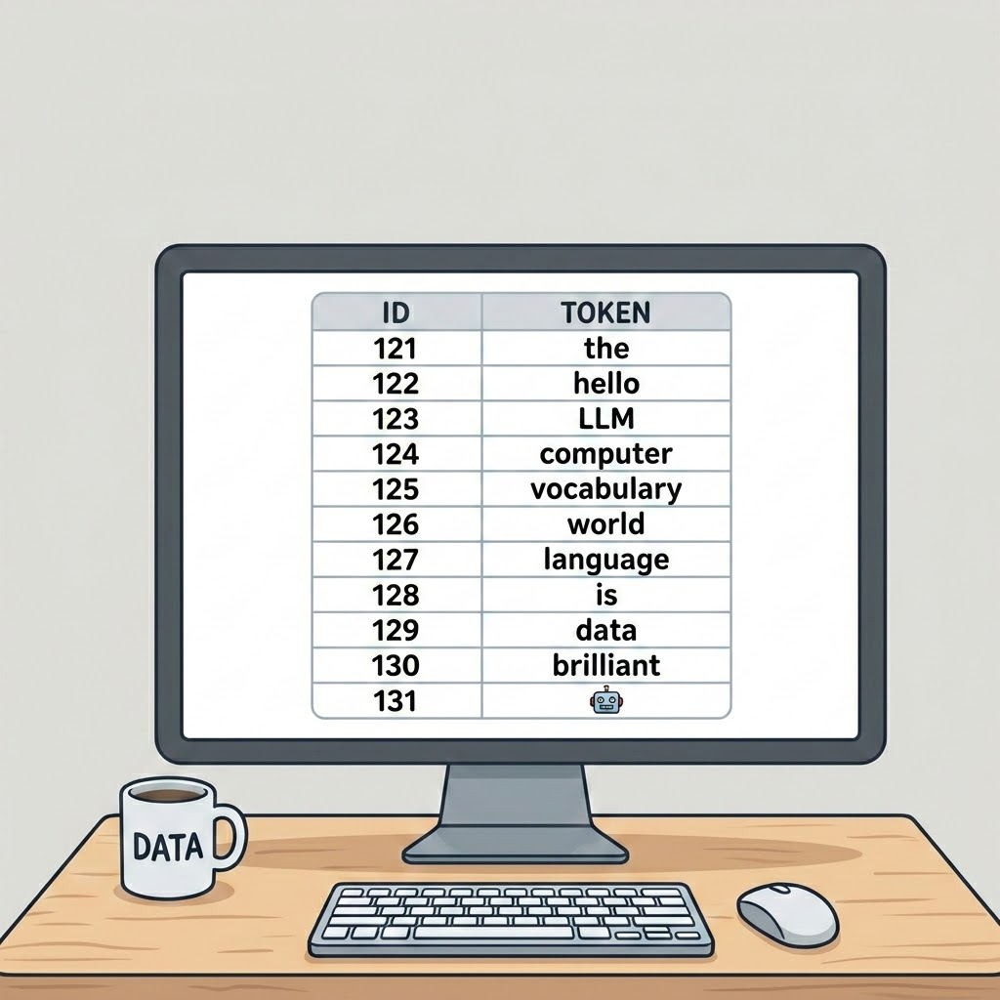 ID TOKEN
121 the
122 hello
123 LLM
124 computer
125 vocabulary
126 world
127 language
128 is
129 data
130 brilliant
131 🤖
DATA